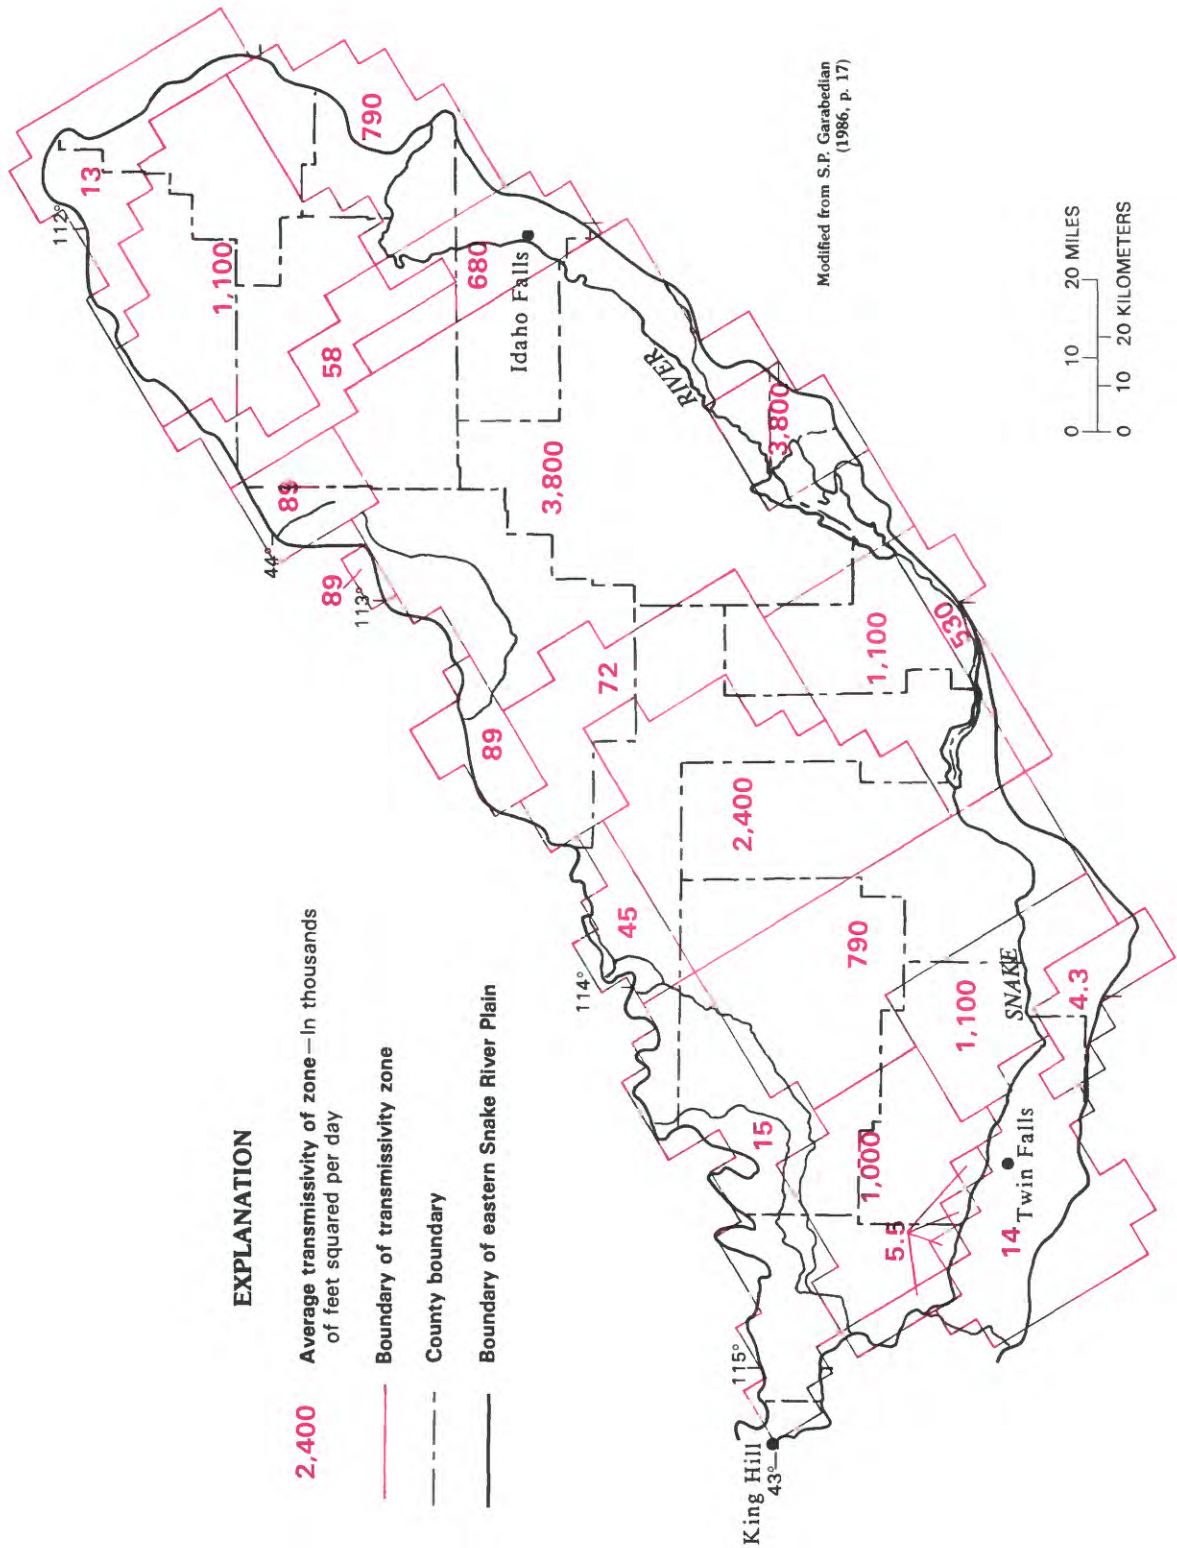 EXPLANATION
2,400
Average transmissivity of zone—In thousands
of feet squared per day
Boundary of transmissivity zone
County boundary
Boundary of eastern Snake River Plain
112°
13
1,100
790
58
680
Idaho Falls
89
44°
89
113°
3,800
RIVER
3,800
89
72
1,100
530
114°
45
2,400
790
SNAKE
1,100
4.3
15
1,000
5.5
14
Twin Falls
115°
King Hill
43°
Modified from S.P. Garabedian
(1986, p. 17)
0 10 20 MILES
0 10 20 KILOMETERS